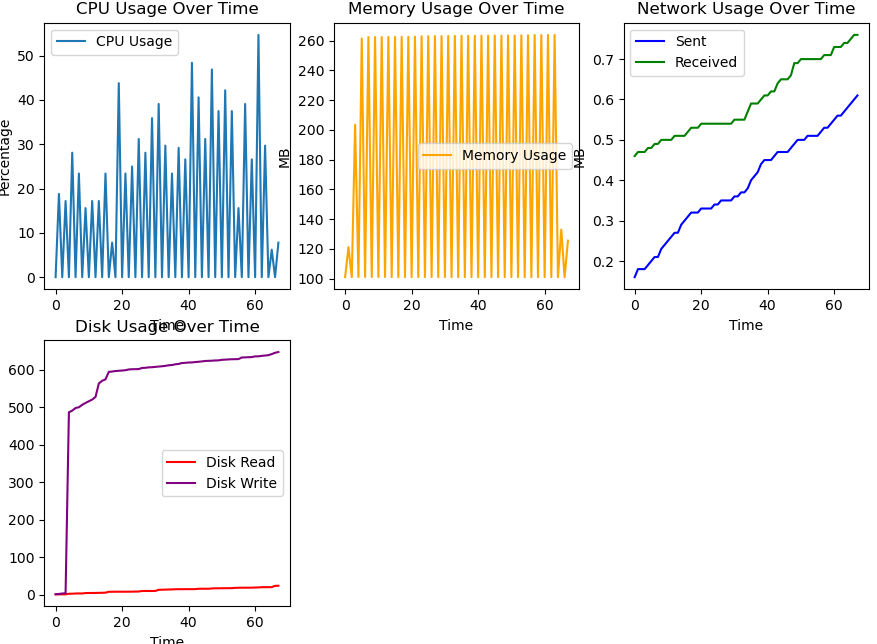 CPU Usage Over Time
CPU Usage
Percentage
50
40
30
20
10
0
0 20 40 60
Time
Memory Usage Over Time
Memory Usage
MB
260
240
220
200
180
160
140
120
100
0 20 40 60
Time
Network Usage Over Time
Sent
Received
MB
0.7
0.6
0.5
0.4
0.3
0.2
0 20 40 60
Time
Disk Usage Over Time
Disk Read
Disk Write
600
500
400
300
200
100
0
0 20 40 60
Time